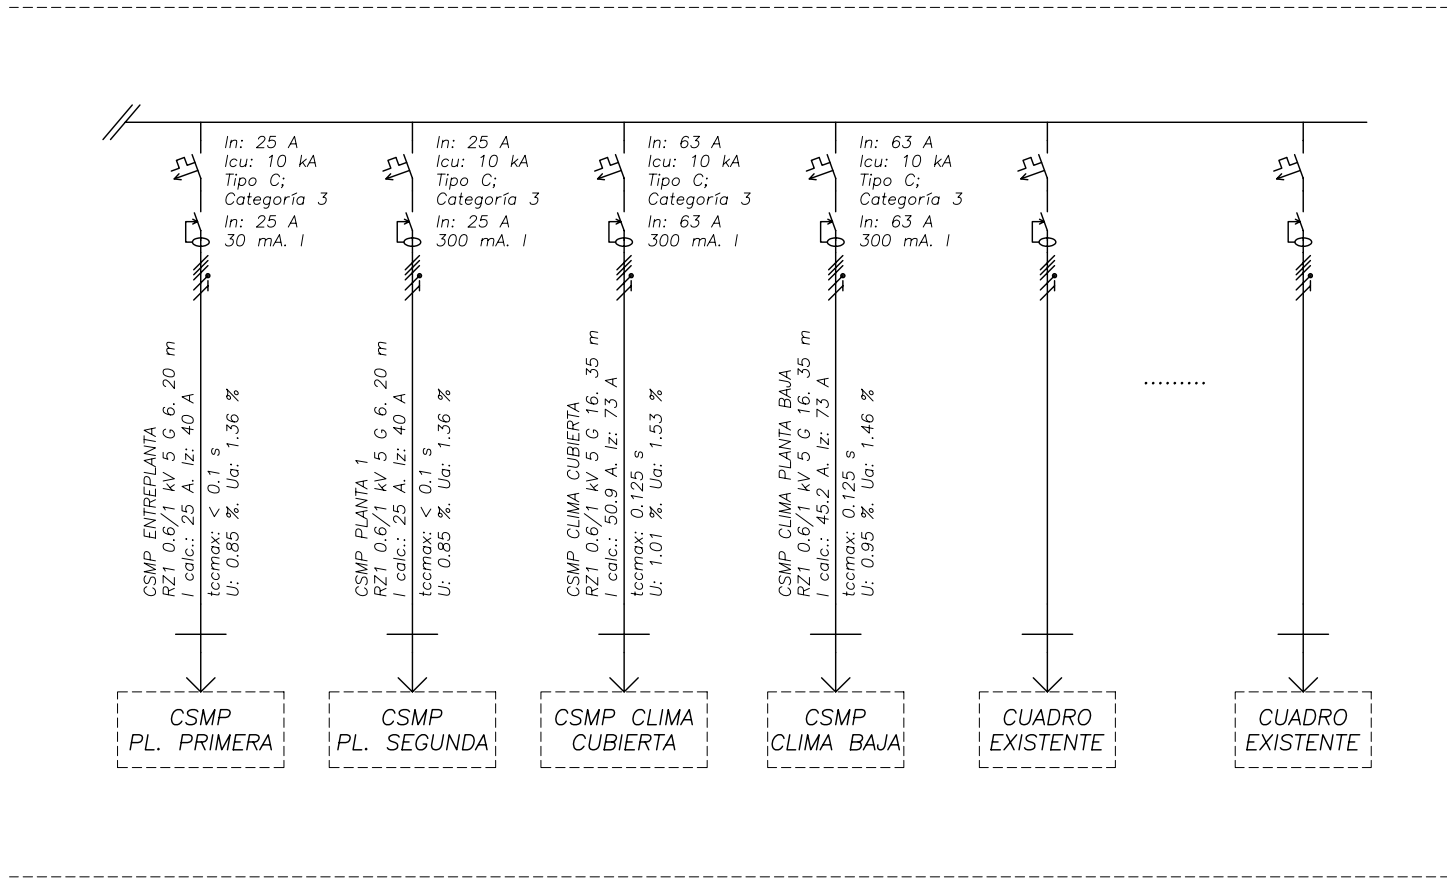 In: 25 A
Icu: 10 kA
Tipo C;
Categoría 3
In: 25 A
30 mA. I
CSMP ENTREPLANTA
RZ1 0.6/1 kV 5 G 6. 20 m
I calc.: 25 A. Iz: 40 A
tccmax: < 0.1 s
U: 0.85 %. Ua: 1.36 %
CSMP
PL. PRIMERA
In: 25 A
Icu: 10 kA
Tipo C;
Categoría 3
In: 25 A
300 mA. I
CSMP PLANTA 1
RZ1 0.6/1 kV 5 G 6. 20 m
I calc.: 25 A. Iz: 40 A
tccmax: < 0.1 s
U: 0.85 %. Ua: 1.36 %
CSMP
PL. SEGUNDA
In: 63 A
Icu: 10 kA
Tipo C;
Categoría 3
In: 63 A
300 mA. I
CSMP CLIMA CUBIERTA
RZ1 0.6/1 kV 5 G 16. 35 m
I calc.: 50.9 A. Iz: 73 A
tccmax: 0.125 s
U: 1.01 %. Ua: 1.53 %
CSMP CLIMA
CUBIERTA
In: 63 A
Icu: 10 kA
Tipo C;
Categoría 3
In: 63 A
300 mA. I
CSMP CLIMA PLANTA BAJA
RZ1 0.6/1 kV 5 G 16. 35 m
I calc.: 45.2 A. Iz: 73 A
tccmax: 0.125 s
U: 0.95 %. Ua: 1.46 %
CSMP
CLIMA BAJA
CUADRO
EXISTENTE
.........
CUADRO
EXISTENTE